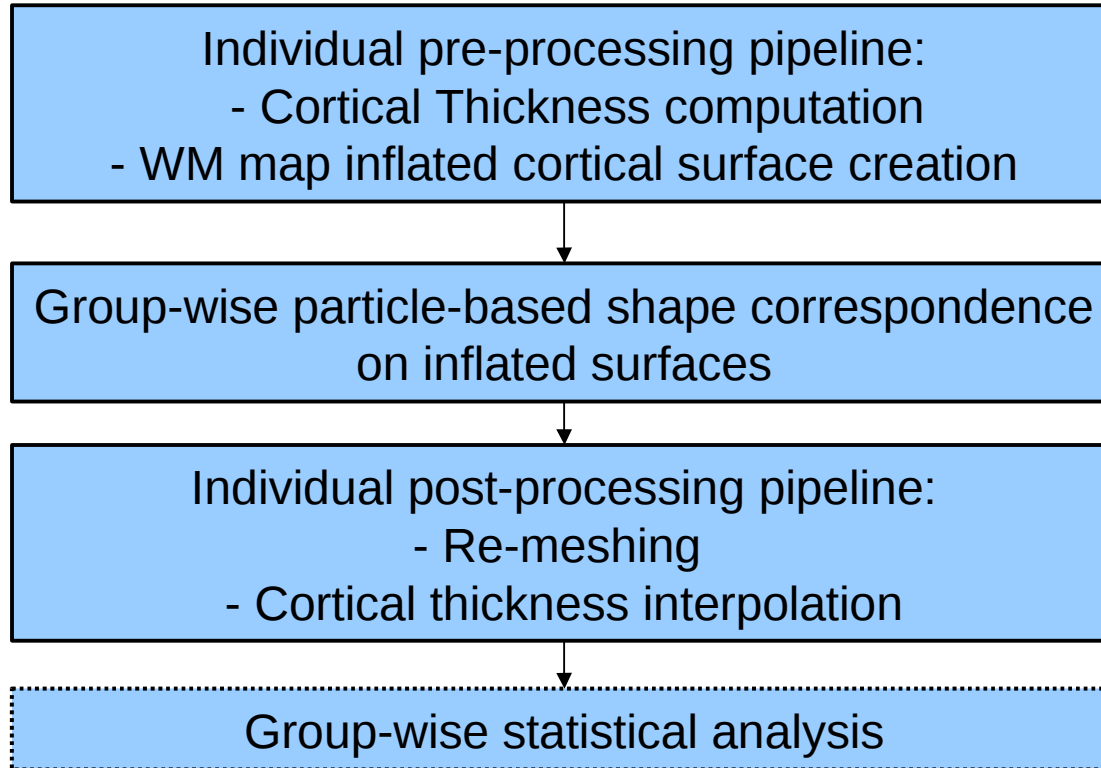 Individual pre-processing pipeline:
- Cortical Thickness computation
- WM map inflated cortical surface creation
Group-wise particle-based shape correspondence
on inflated surfaces
Individual post-processing pipeline:
- Re-meshing
- Cortical thickness interpolation
Group-wise statistical analysis